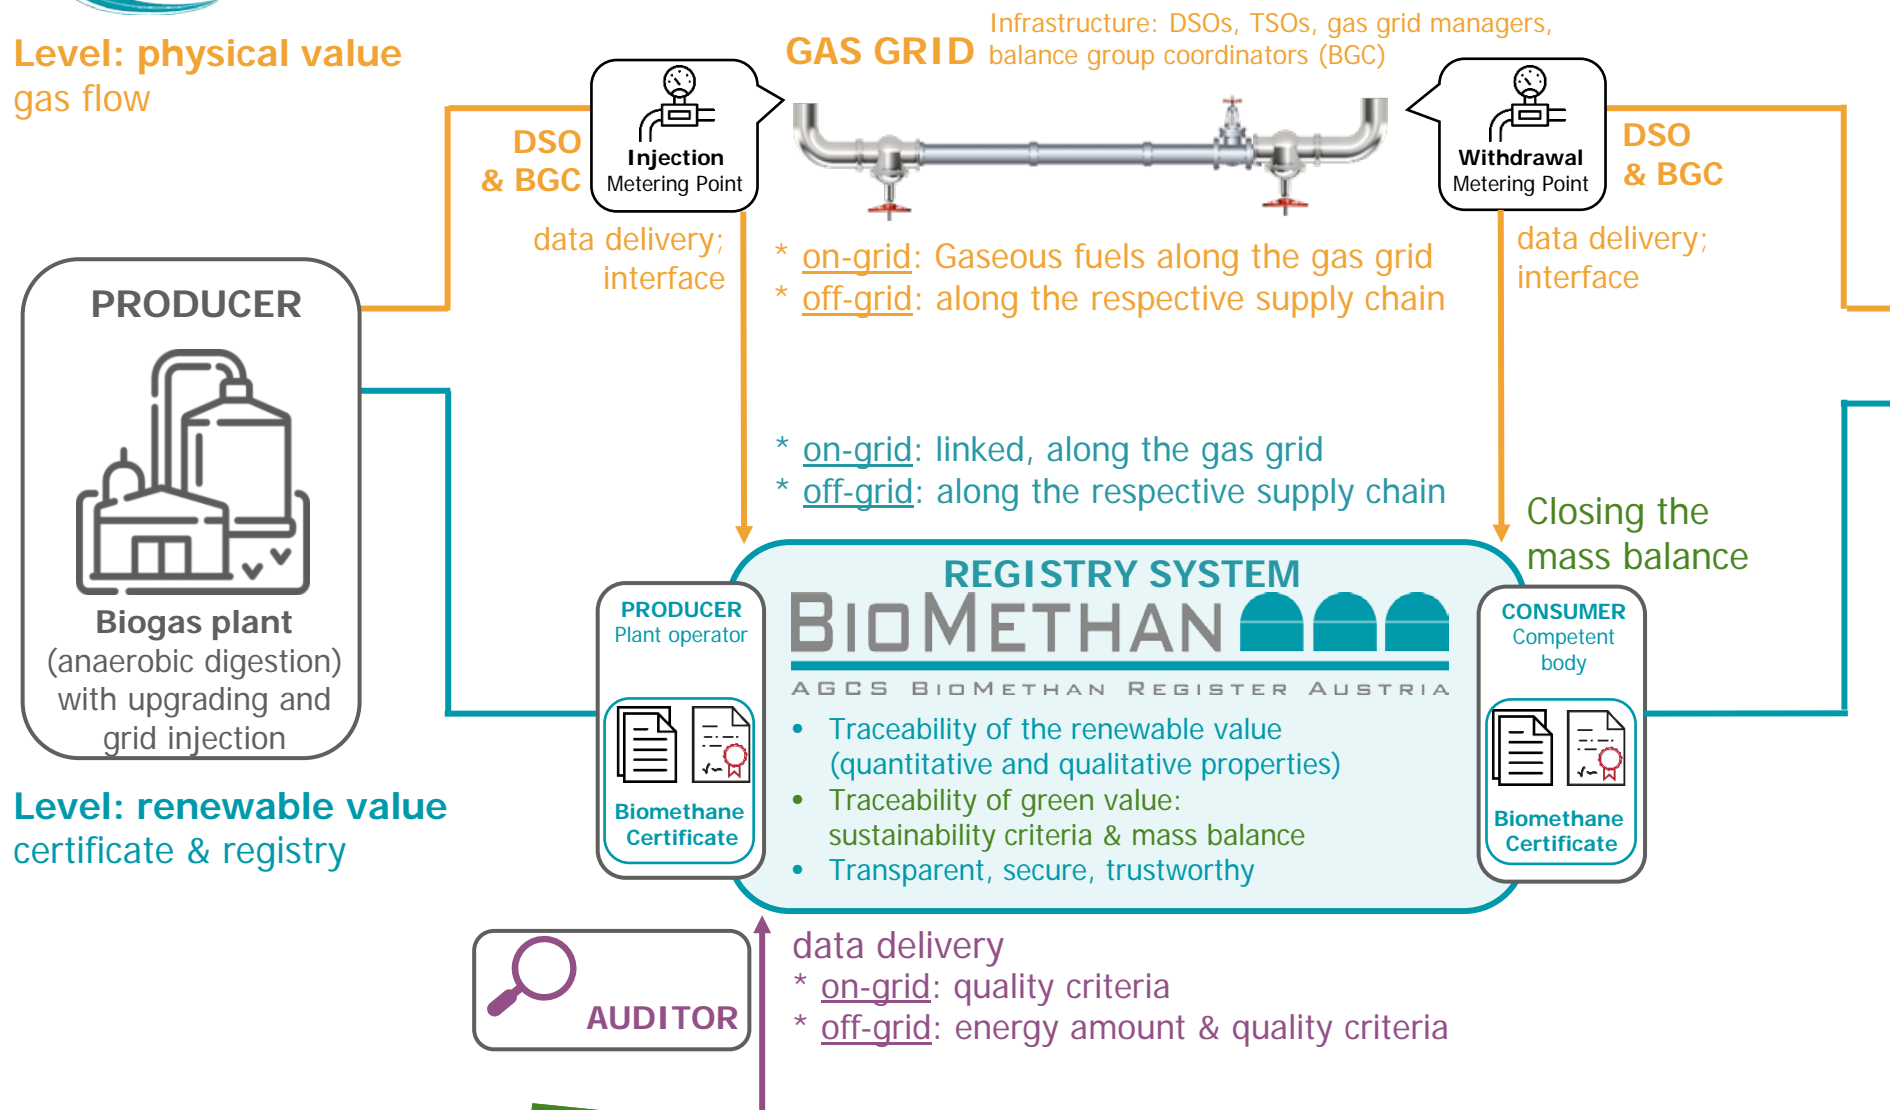 Level: physical value
gas flow
GAS GRID
Infrastructure: DSOs, TSOs, gas grid managers,
balance group coordinators (BGC)
DSO
& BGC
Injection
Metering Point
Withdrawal
Metering Point
DSO
& BGC
data delivery;
interface
* on-grid: Gaseous fuels along the gas grid
* off-grid: along the respective supply chain
data delivery;
interface
PRODUCER
Biogas plant
(anaerobic digestion)
with upgrading and
grid injection
* on-grid: linked, along the gas grid
* off-grid: along the respective supply chain
Closing the
mass balance
Level: renewable value
certificate & registry
PRODUCER
Plant operator
Biomethane
Certificate
REGISTRY SYSTEM
BIOMETHAN
AGCS BIOMETHAN REGISTER AUSTRIA
• Traceability of the renewable value
(quantitative and qualitative properties)
• Traceability of green value:
sustainability criteria & mass balance
• Transparent, secure, trustworthy
CONSUMER
Competent
body
Biomethane
Certificate
AUDITOR
data delivery
* on-grid: quality criteria
* off-grid: energy amount & quality criteria